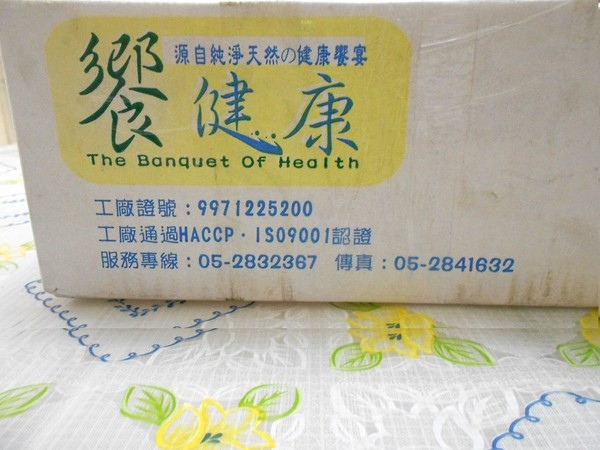 源自純淨天然の健康饗宴
饗健康
The Banquet Of Health
工廠證號：9971225200
工廠通過HACCP·ISO9001認證
服務專線：05-2832367 傳真：05-2841632